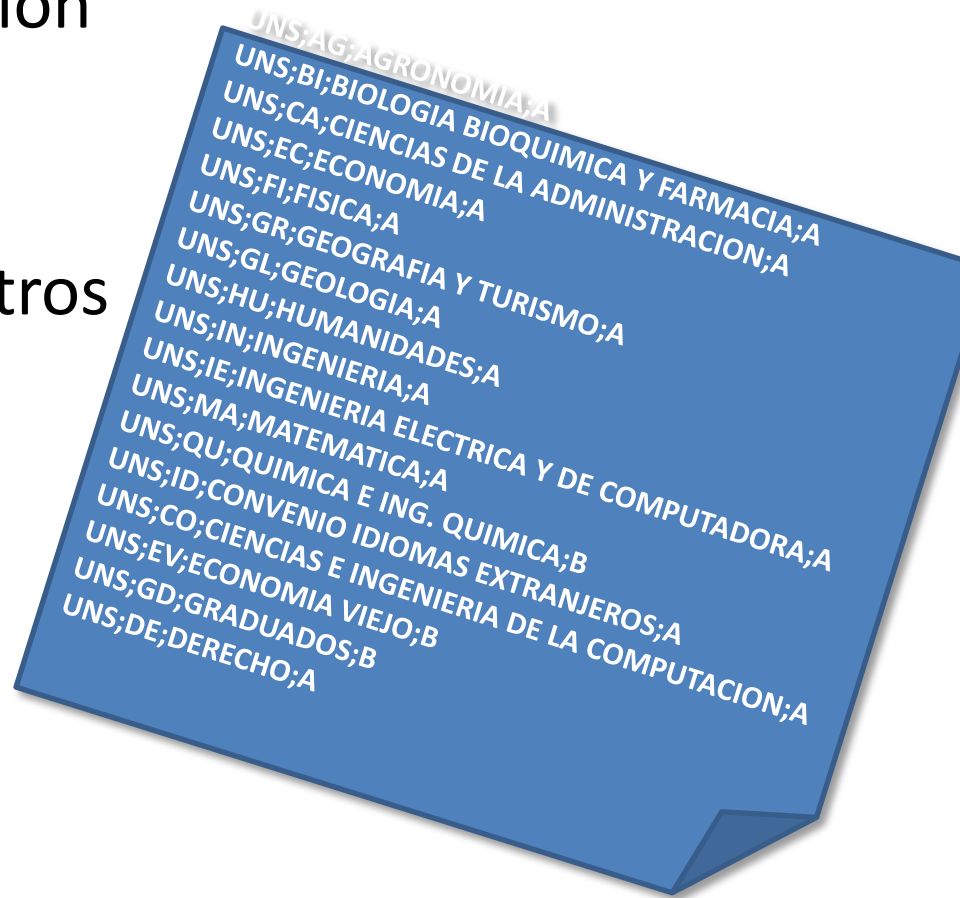 ión
tros
UNS;AG;AGRONOMIA;A
UNS;BI;BIOLOGIA BIOQUIMICA Y FARMACIA;A
UNS;CA;CIENCIAS DE LA ADMINISTRACION;A
UNS;EC;ECONOMIA;A
UNS;FI;FISICA;A
UNS;GR;GEOGRAFIA Y TURISMO;A
UNS;GL;GEOLOGIA;A
UNS;HU;HUMANIDADES;A
UNS;IN;INGENIERIA;A
UNS;IE;INGENIERIA ELECTRICA Y DE COMPUTADORA;A
UNS;MA;MATEMATICA;A
UNS;QU;QUIMICA E ING. QUIMICA;B
UNS;ID;CONVENIO IDIOMAS EXTRANJEROS;A
UNS;CO;CIENCIAS E INGENIERIA DE LA COMPUTACION;A
UNS;EV;ECONOMIA VIEJO;B
UNS;GD;GRADUADOS;B
UNS;DE;DERECHO;A